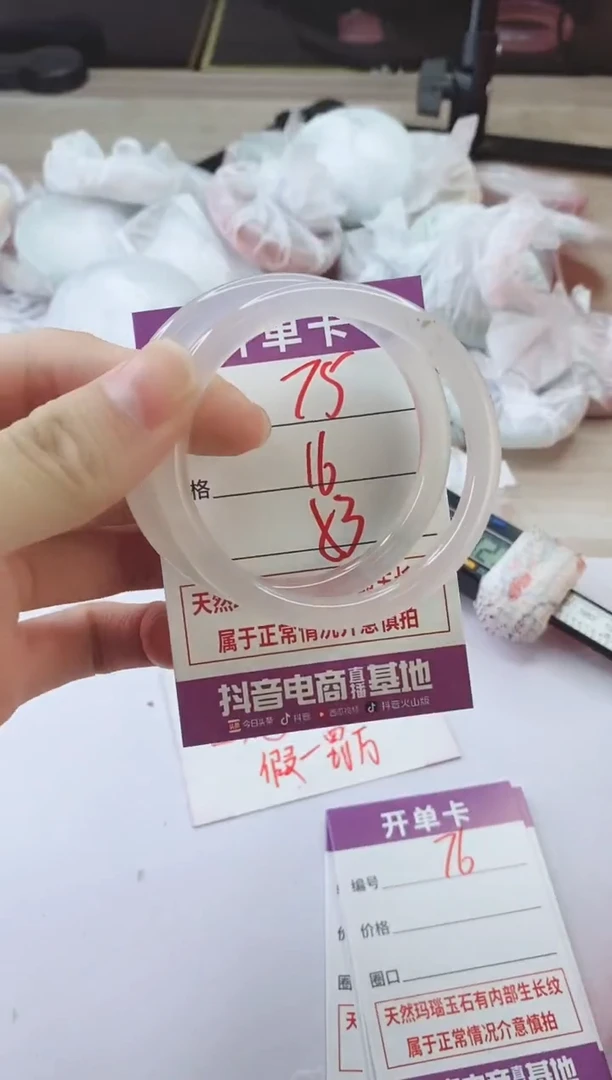 开单卡
75
格 16
83
天然
属于正常情况介意慎拍
抖音电商直播基地
今日头条 抖音 西瓜视频 抖音火山版
假一罚万
开单卡
编号 76
价格
圈口
天然玛瑙玉石有内部生长纹
属于正常情况介意慎拍
基地